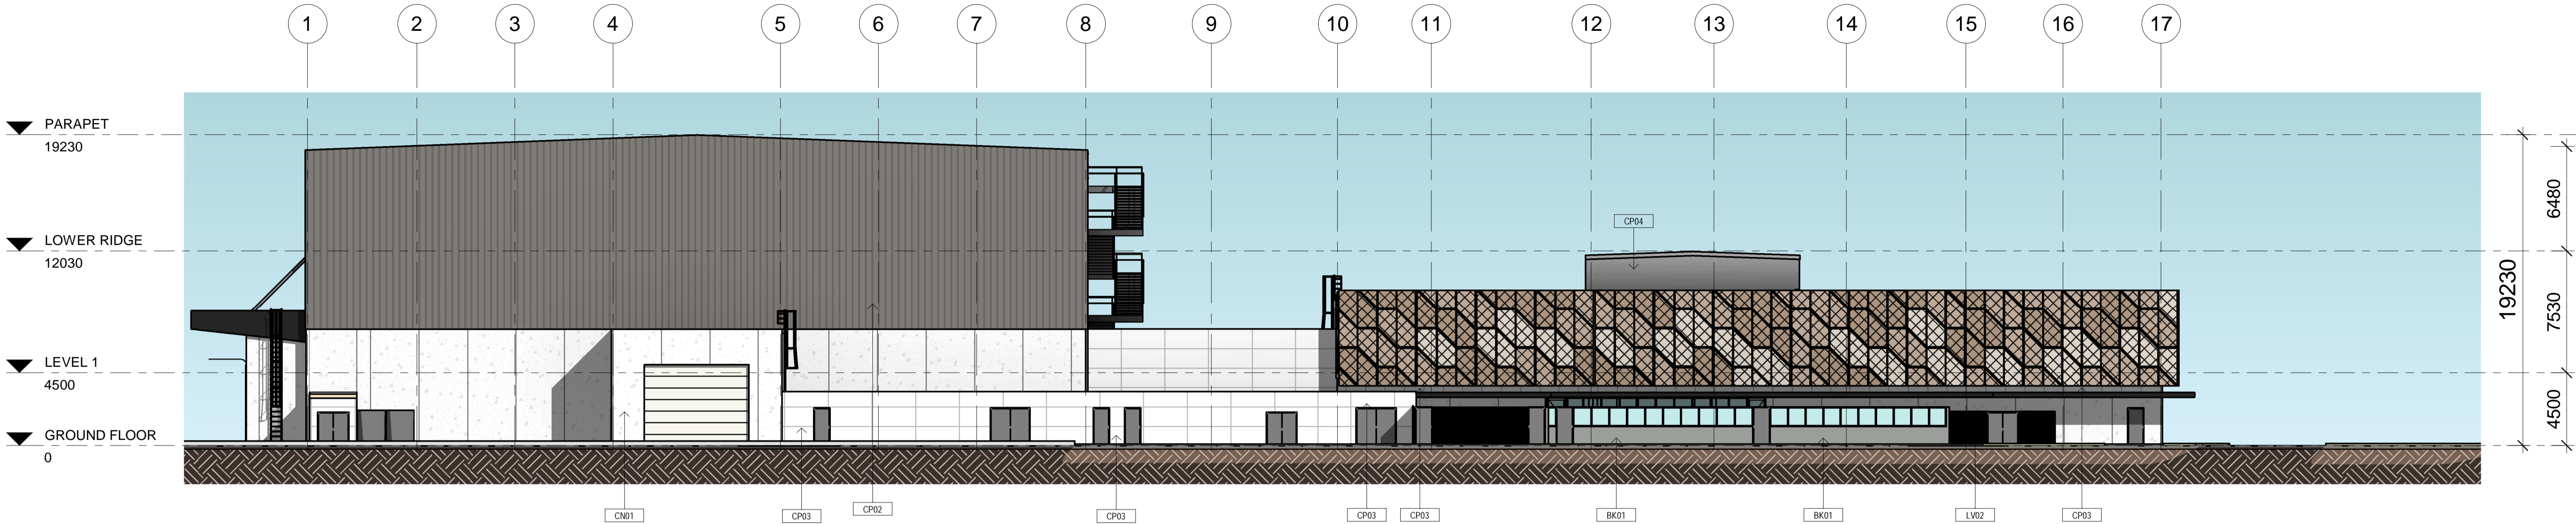 1 2 3 4 5 6 7 8 9 10 11 12 13 14 15 16 17
PARAPET
19230
LOWER RIDGE
12030
LEVEL 1
4500
GROUND FLOOR
0
CP04
19230
6480
7530
4500
CN01 CP03 CP02 CP03 CP03 CP03 BK01 BK01 LV02 CP03